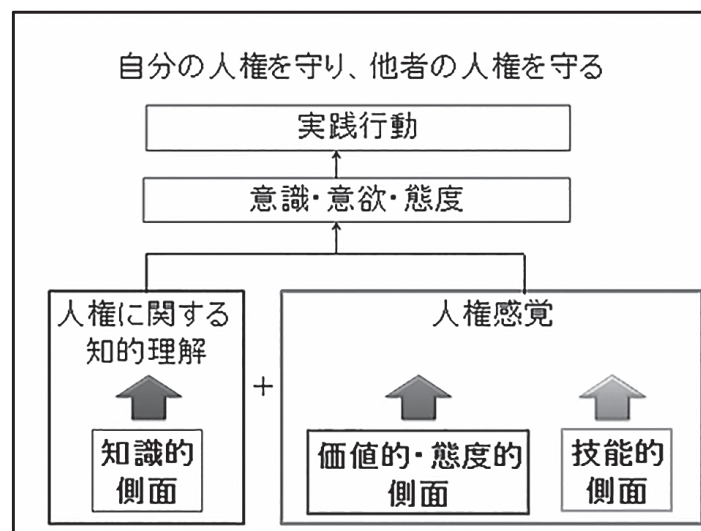 自分の人権を守り、他者の人権を守る
実践行動
意識・意欲・態度
人権に関する
知的理解
人権感覚
+
知識的
側面
価値的・態度的
側面
技能的
側面